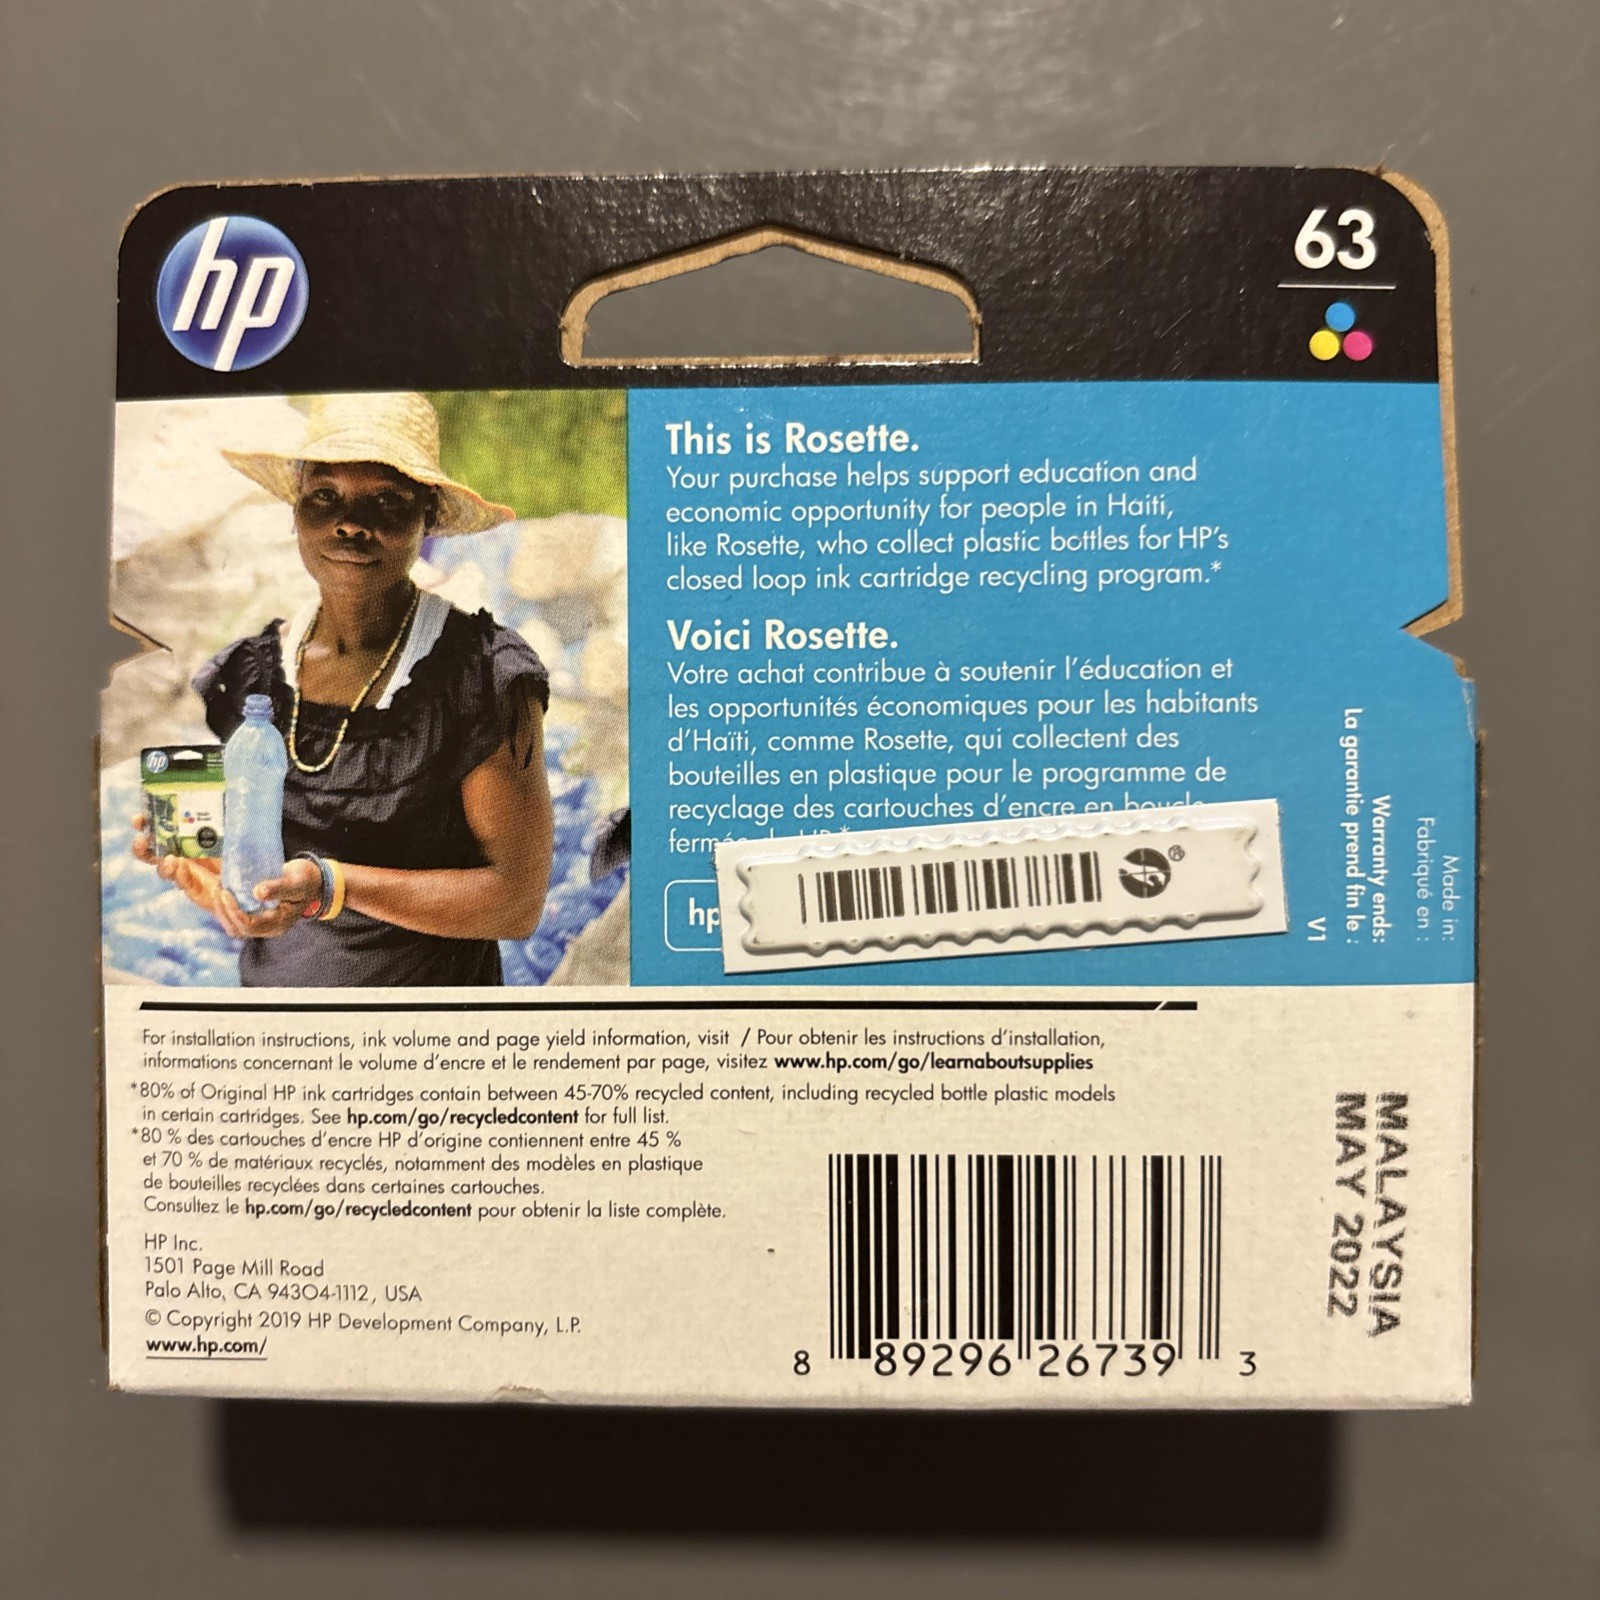 hp
63
This is Rosette.
Your purchase helps support education and
economic opportunity for people in Haiti,
like Rosette, who collect plastic bottles for HP's
closed loop ink cartridge recycling program.*
Voici Rosette.
Votre achat contribue à soutenir l'éducation et
les opportunités économiques pour les habitants
d'Haïti, comme Rosette, qui collectent des
bouteilles en plastique pour le programme de
recyclage des cartouches d'encre en
hp
®
Made in:
Fabriqué en :
Warranty ends:
La garantie prend fin le :
V1
MALAYSIA
MAY 2022
For installation instructions, ink volume and page yield information, visit / Pour obtenir les instructions d'installation,
informations concernant le volume d'encre et le rendement par page, visitez www.hp.com/go/learnaboutsupplies
*80% of Original HP ink cartridges contain between 45-70% recycled content, including recycled bottle plastic models
in certain cartridges. See hp.com/go/recycledcontent for full list.
*80 % des cartouches d'encre HP d'origine contiennent entre 45 %
et 70 % de matériaux recyclés, notamment des modèles en plastique
de bouteilles recyclées dans certaines cartouches.
Consultez le hp.com/go/recycledcontent pour obtenir la liste complète.
HP Inc.
1501 Page Mill Road
Palo Alto, CA 94304-1112, USA
© Copyright 2019 HP Development Company, L.P.
www.hp.com/
8 89296 26739 3